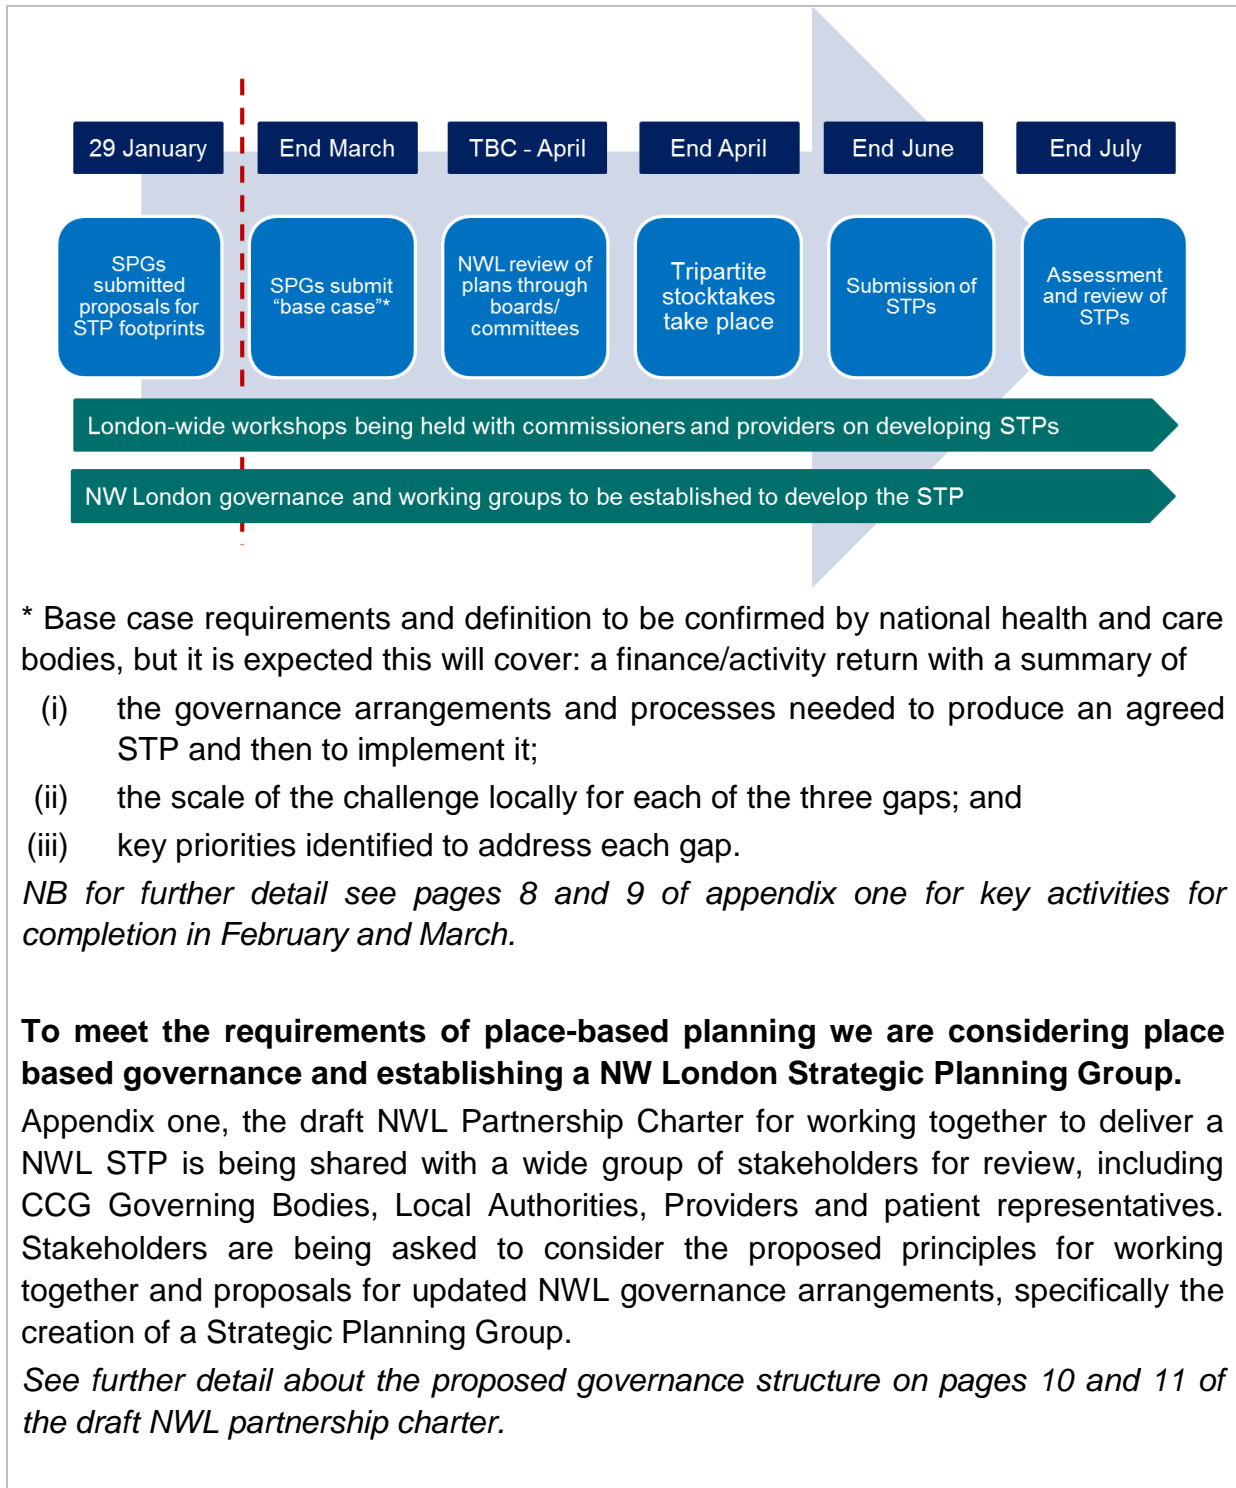 29 January
End March
TBC - April
End April
End June
End July
SPGs
submitted
proposals for
STP footprints
SPGs submit
“base case”*
NWL review of
plans through
boards/
committees
Tripartite
stocktakes
take place
Submission of
STPs
Assessment
and review of
STPs
London-wide workshops being held with commissioners and providers on developing STPs
NW London governance and working groups to be established to develop the STP
* Base case requirements and definition to be confirmed by national health and care
bodies, but it is expected this will cover: a finance/activity return with a summary of
(i) the governance arrangements and processes needed to produce an agreed
STP and then to implement it;
(ii) the scale of the challenge locally for each of the three gaps; and
(iii) key priorities identified to address each gap.
NB for further detail see pages 8 and 9 of appendix one for key activities for
completion in February and March.
To meet the requirements of place-based planning we are considering place
based governance and establishing a NW London Strategic Planning Group.
Appendix one, the draft NWL Partnership Charter for working together to deliver a
NWL STP is being shared with a wide group of stakeholders for review, including
CCG Governing Bodies, Local Authorities, Providers and patient representatives.
Stakeholders are being asked to consider the proposed principles for working
together and proposals for updated NWL governance arrangements, specifically the
creation of a Strategic Planning Group.
See further detail about the proposed governance structure on pages 10 and 11 of
the draft NWL partnership charter.